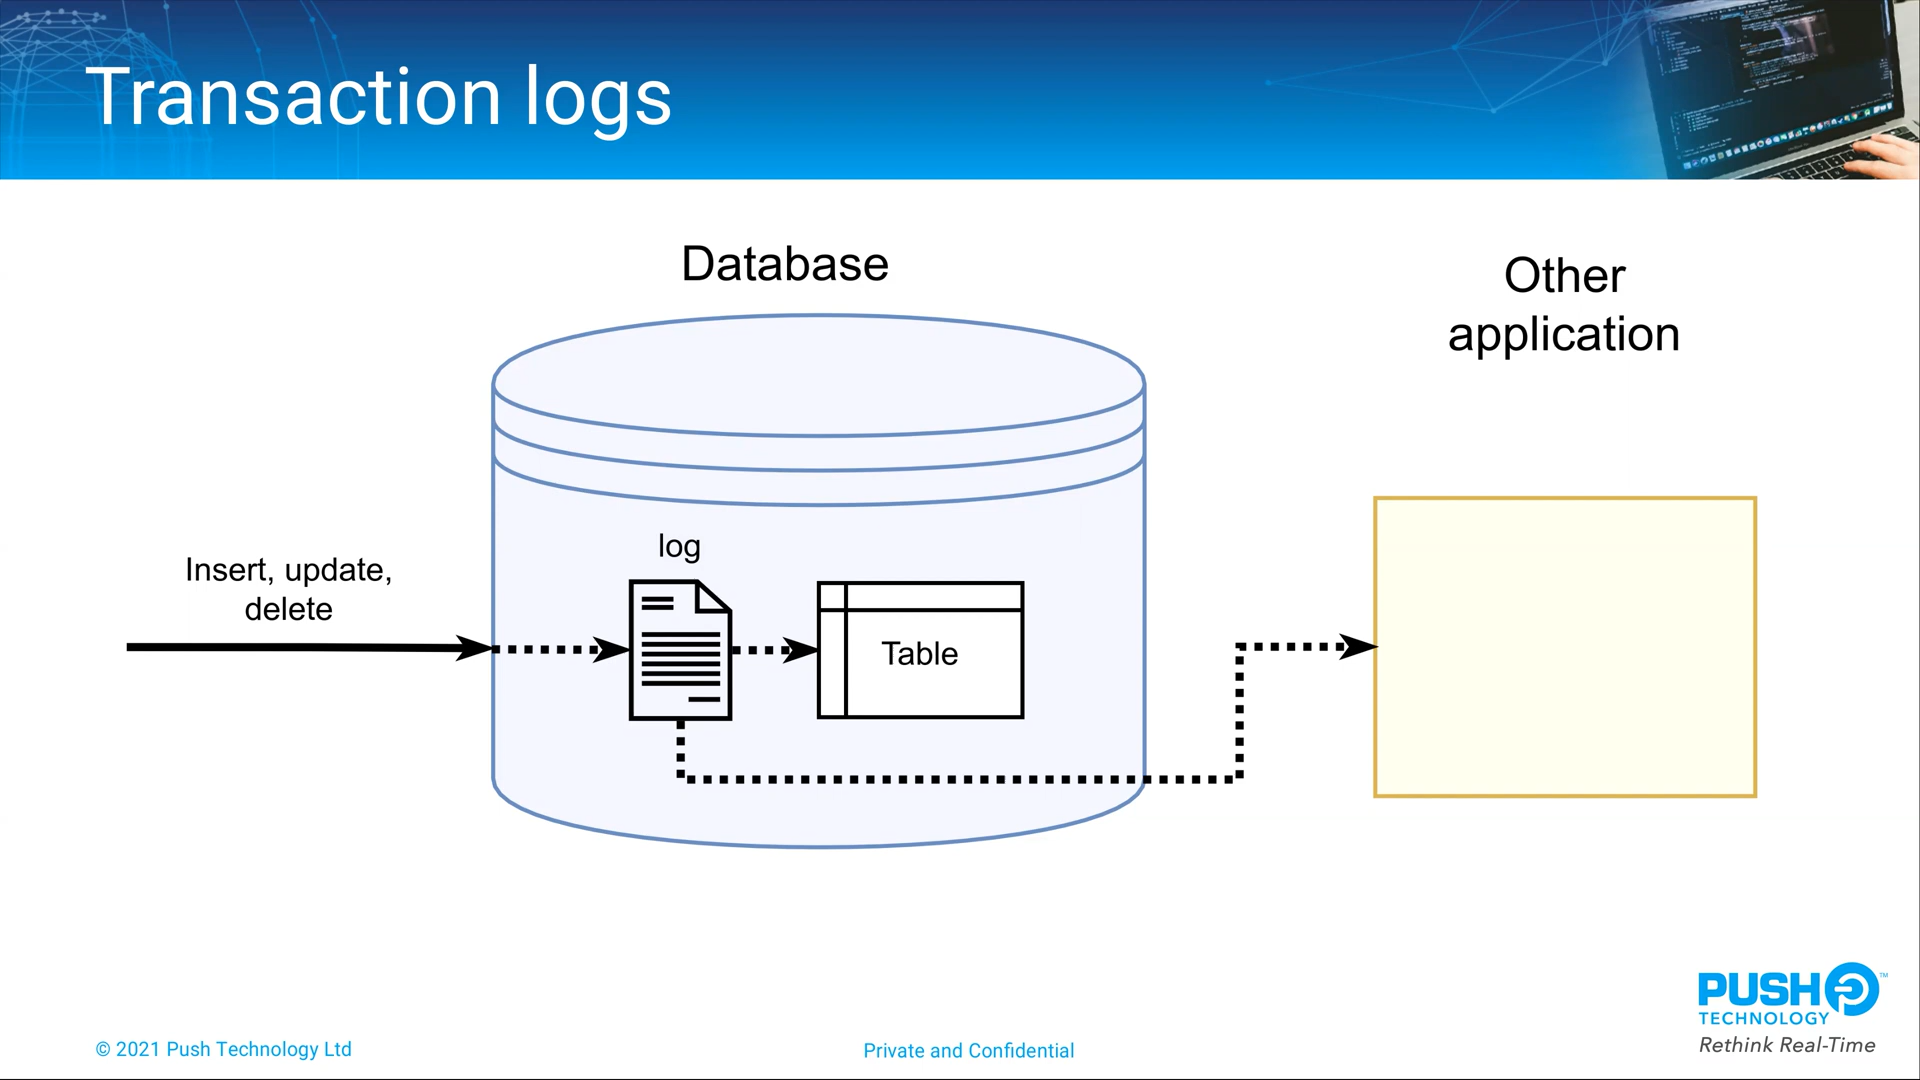 Transaction logs
Database
Other
application
Insert, update,
delete
log
Table
PUSH
TECHNOLOGY
Rethink Real-Time
™
© 2021 Push Technology Ltd
Private and Confidential